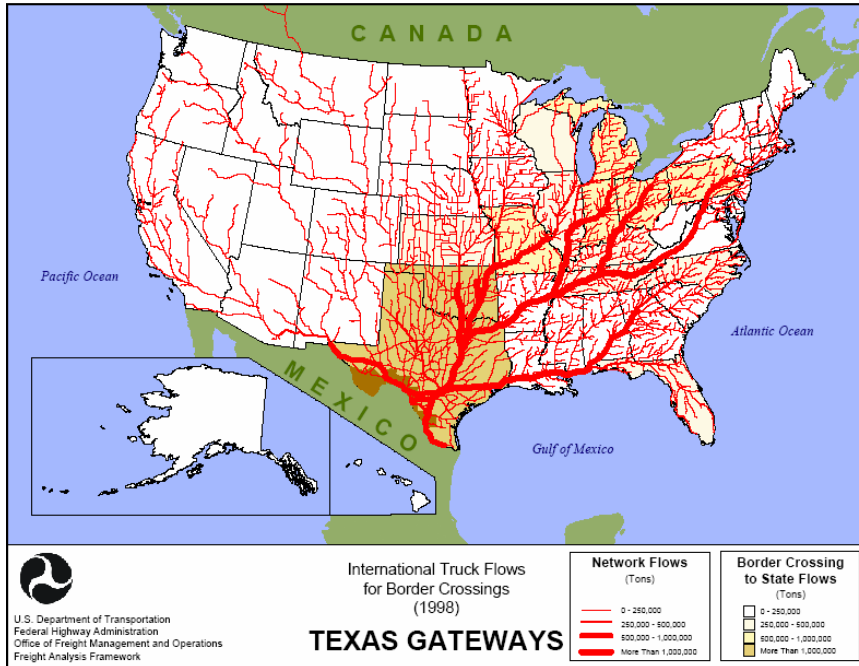 CANADA
Pacific Ocean
Atlantic Ocean
MEXICO
Gulf of Mexico
U.S. Department of Transportation
Federal Highway Administration
Office of Freight Management and Operations
Freight Analysis Framework
International Truck Flows
for Border Crossings
(1998)
TEXAS GATEWAYS
Network Flows
(Tons)
0 - 250,000
250,000 - 500,000
500,000 - 1,000,000
More Than 1,000,000
Border Crossing
to State Flows
(Tons)
0 - 250,000
250,000 - 500,000
500,000 - 1,000,000
More Than 1,000,000